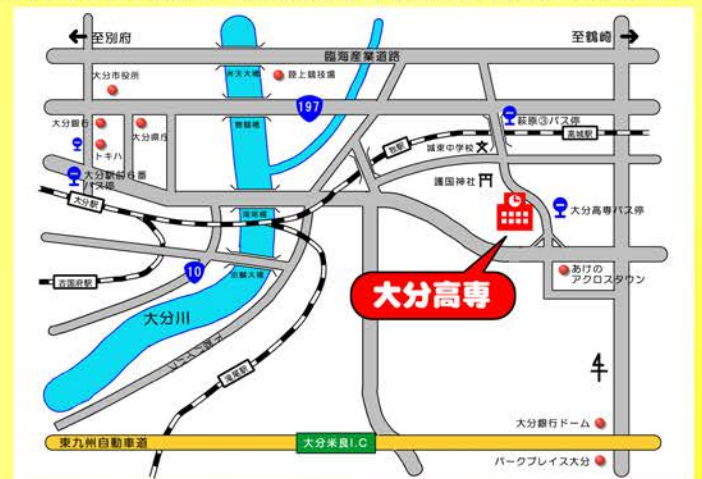 至別府
至鶴崎
臨海産業道路
大分市役所
弁天大橋
陸上競技場
197
萩原③バス停
大分銀行
大分県庁
舞鶴橋
高城駅
牧駅
城東中学校
トキハ
大分駅前6番
バス停
護国神社
大分駅
大分高専バス停
滝尾橋
10
古国府駅
宗麟大橋
あけの
アクロスタウン
大分高専
大分川
滝尾駅
大分銀行ドーム
東九州自動車道
大分米良I.C
パークプレイス大分